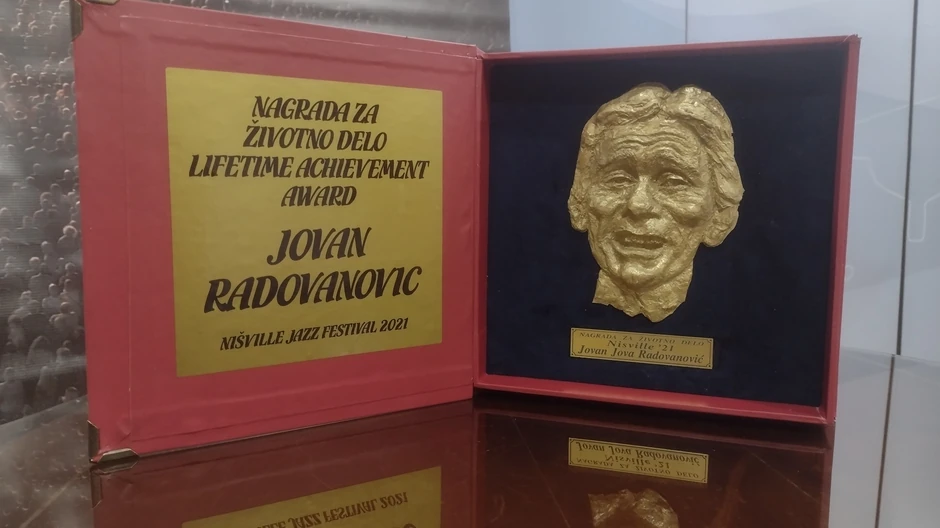 NAGRADA ZA
ŽIVOTNO DELO
LIFETIME ACHIEVEMENT
AWARD
JOVAN
RADOVANOVIC
NIŠVILLE JAZZ FESTIVAL 2021
NAGRADA ZA ŽIVOTNO DELO
Nišville '21
Jovan Jova Radovanović